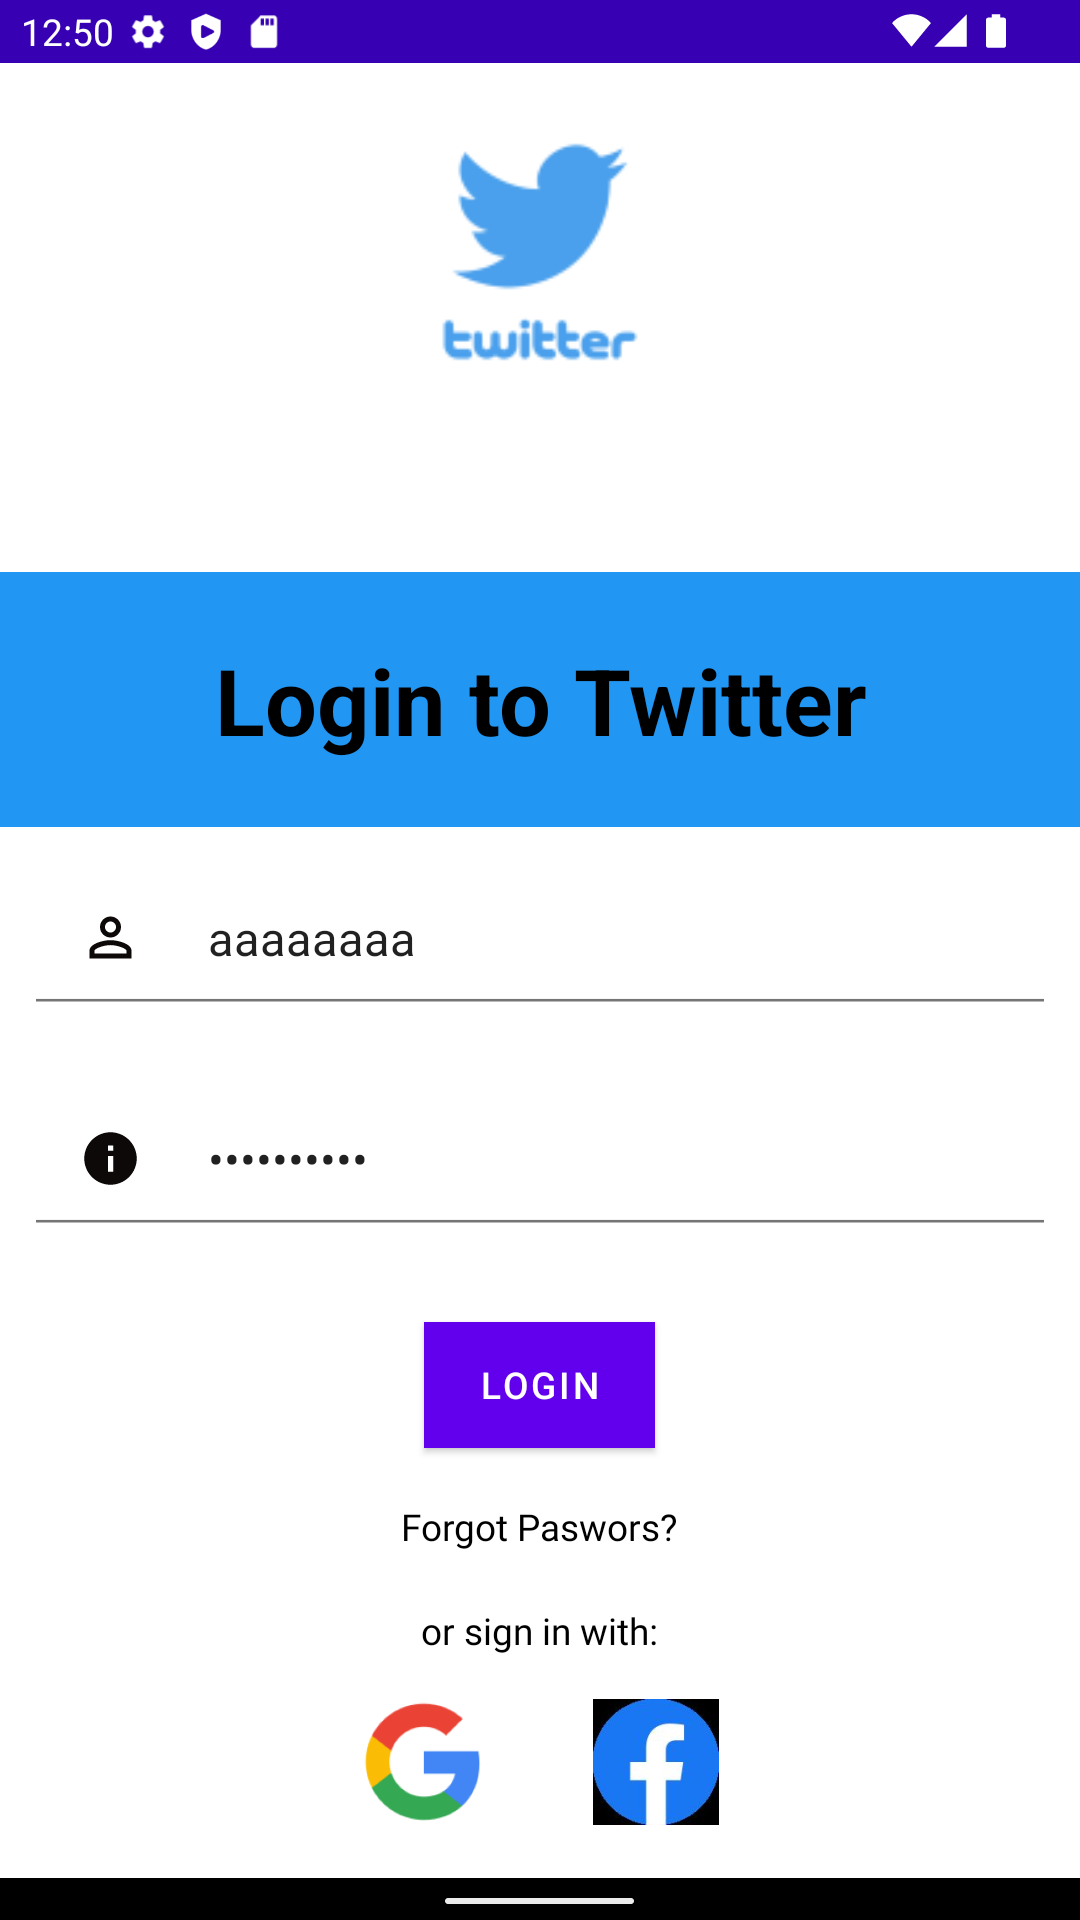 12:50
twitter
Login to Twitter
aaaaaaaa
••••••••••
LOGIN
Forgot Paswors?
or sign in with: